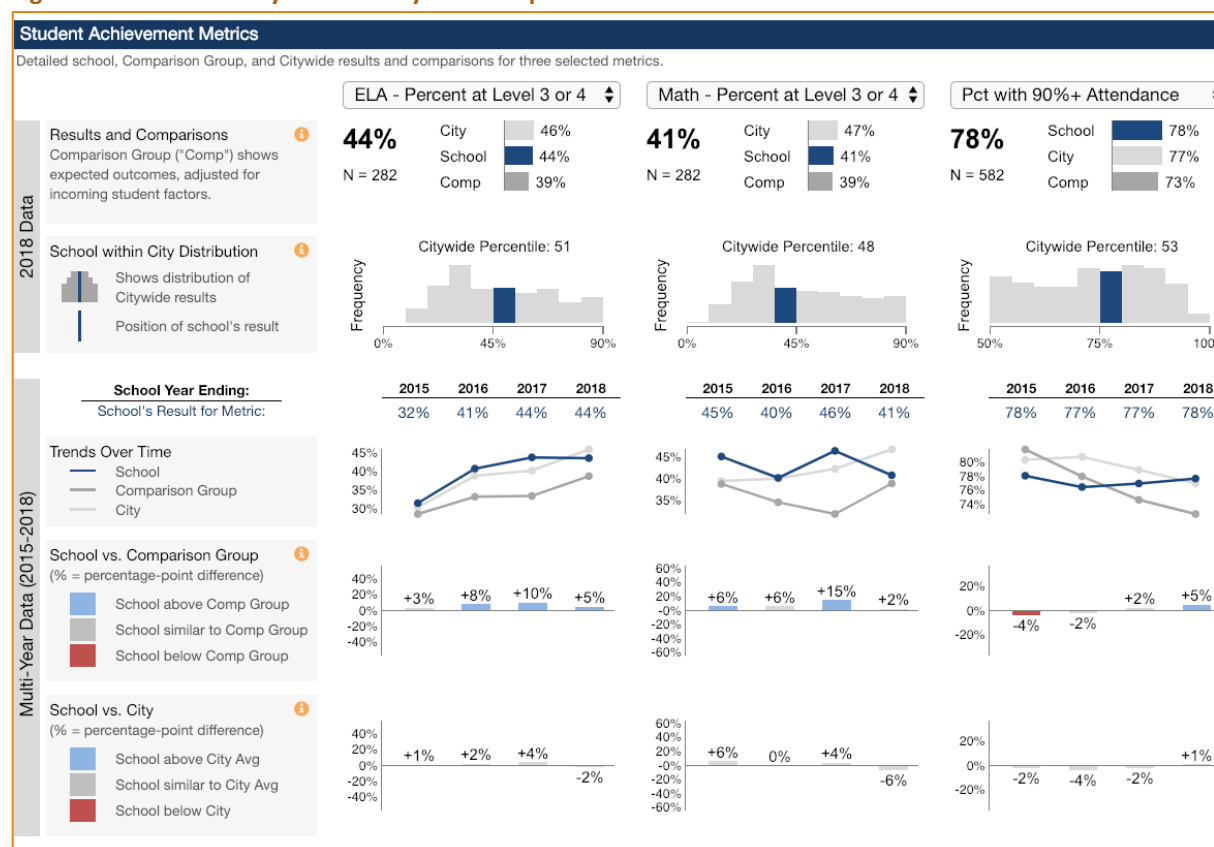 Student Achievement Metrics
Detailed school, Comparison Group, and Citywide results and comparisons for three selected metrics.
ELA - Percent at Level 3 or 4
Math - Percent at Level 3 or 4
Pct with 90%+ Attendance
2018 Data
Results and Comparisons
Comparison Group ("Comp") shows
expected outcomes, adjusted for
incoming student factors.
44%
N = 282
City 46%
School 44%
Comp 39%
41%
N = 282
City 47%
School 41%
Comp 39%
78%
N = 582
School 78%
City 77%
Comp 73%
School within City Distribution
Shows distribution of
Citywide results
Position of school's result
Citywide Percentile: 51
Frequency
0% 45% 90%
Citywide Percentile: 48
Frequency
0% 45% 90%
Citywide Percentile: 53
Frequency
50% 75% 100
Multi-Year Data (2015-2018)
School Year Ending:
2015 2016 2017 2018
2015 2016 2017 2018
2015 2016 2017 2018
School's Result for Metric:
32% 41% 44% 44%
45% 40% 46% 41%
78% 77% 77% 78%
Trends Over Time
School
Comparison Group
City
45%
40%
35%
30%
45%
40%
35%
80%
78%
76%
74%
School vs. Comparison Group
(% = percentage-point difference)
School above Comp Group
School similar to Comp Group
School below Comp Group
40%
20%
0%
-20%
-40%
+3% +8% +10% +5%
60%
40%
20%
-0%
-20%
-40%
-60%
+6% +6% +15% +2%
20%
0%
-20%
-4% -2% +2% +5%
School vs. City
(% = percentage-point difference)
School above City Avg
School similar to City Avg
School below City
40%
20%
0%
-20%
-40%
+1% +2% +4% -2%
60%
40%
20%
-0%
-20%
-40%
-60%
+6% 0% +4% -6%
20%
0%
-20%
-2% -4% -2% +1%